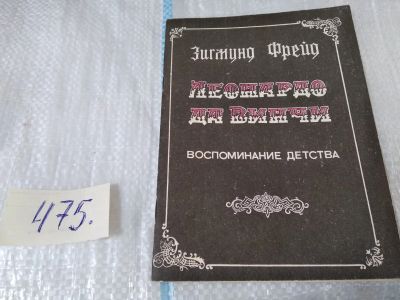 Зигмунд Фрейд
ЛЕОНАРДО
ДА ВИНЧИ
ВОСПОМИНАНИЕ ДЕТСТВА
475.